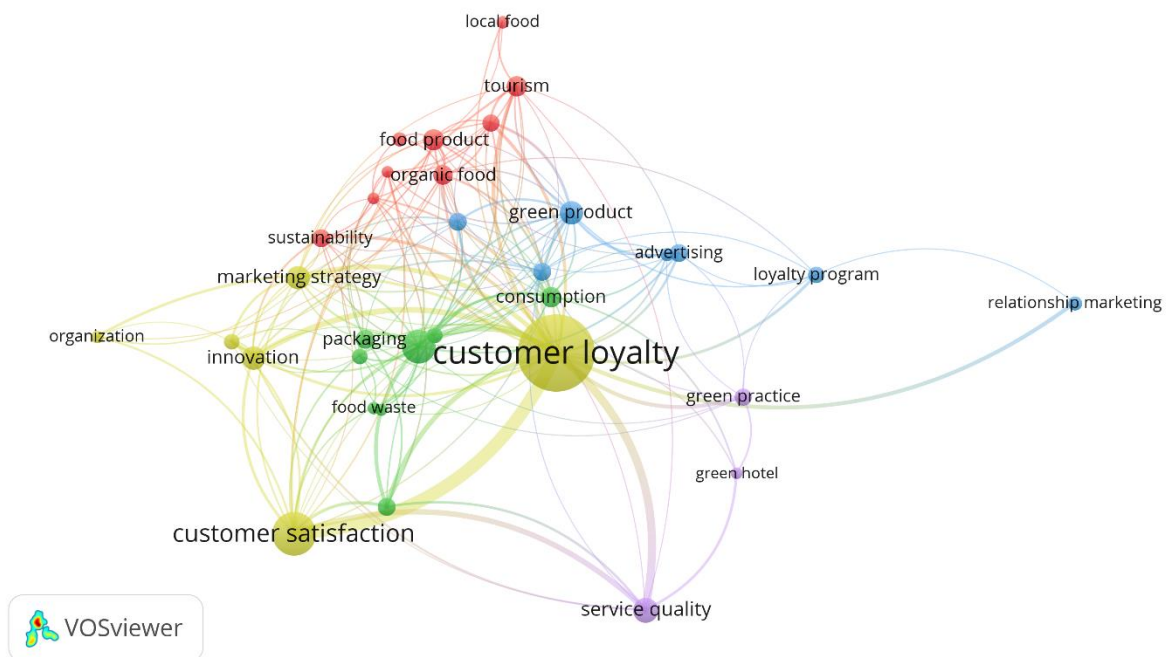 local food
tourism
food product
organic food
green product
sustainability
advertising
marketing strategy
loyalty program
consumption
relationship marketing
organization
packaging
customer loyalty
innovation
green practice
food waste
green hotel
customer satisfaction
service quality
VOSviewer